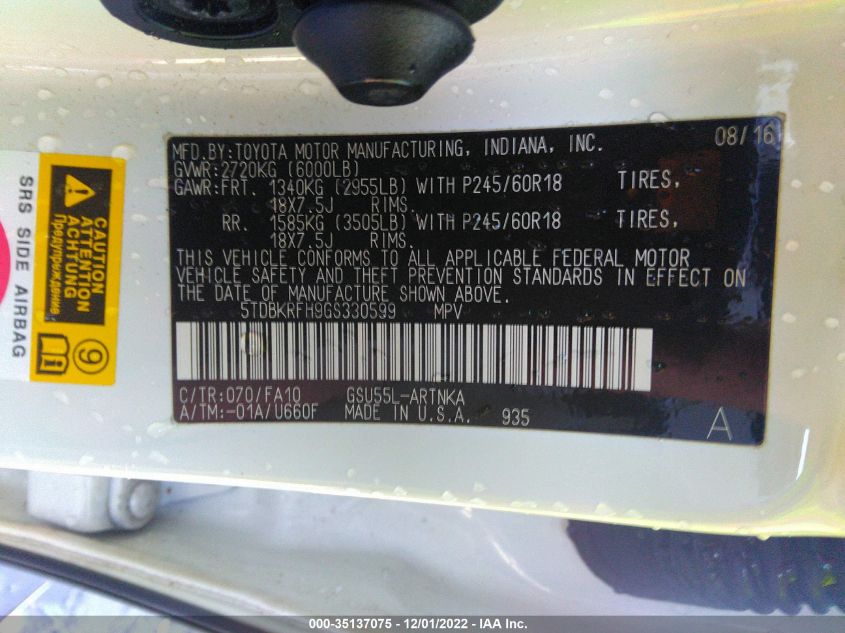 MFD.BY:TOYOTA MOTOR MANUFACTURING, INDIANA, INC. 08/16
GVWR:2720KG (6000LB)
GAWR:FRT. 1340KG (2955LB) WITH P245/60R18 TIRES,
18X7.5J RIMS.
RR. 1585KG (3505LB) WITH P245/60R18 TIRES,
18X7.5J RIMS.
THIS VEHICLE CONFORMS TO ALL APPLICABLE FEDERAL MOTOR
VEHICLE SAFETY AND THEFT PREVENTION STANDARDS IN EFFECT ON
THE DATE OF MANUFACTURE SHOWN ABOVE.
5TDBKRFH9GS330599 MPV
C/TR:070/FA10 GSU55L-ARTNKA
A/TM:-01A/U660F MADE IN U.S.A. 935
A
SRS SIDE AIRBAG
CAUTION
ATTENTION
ACHTUNG
Предупреждение
9
000-35137075 - 12/01/2022 - IAA Inc.